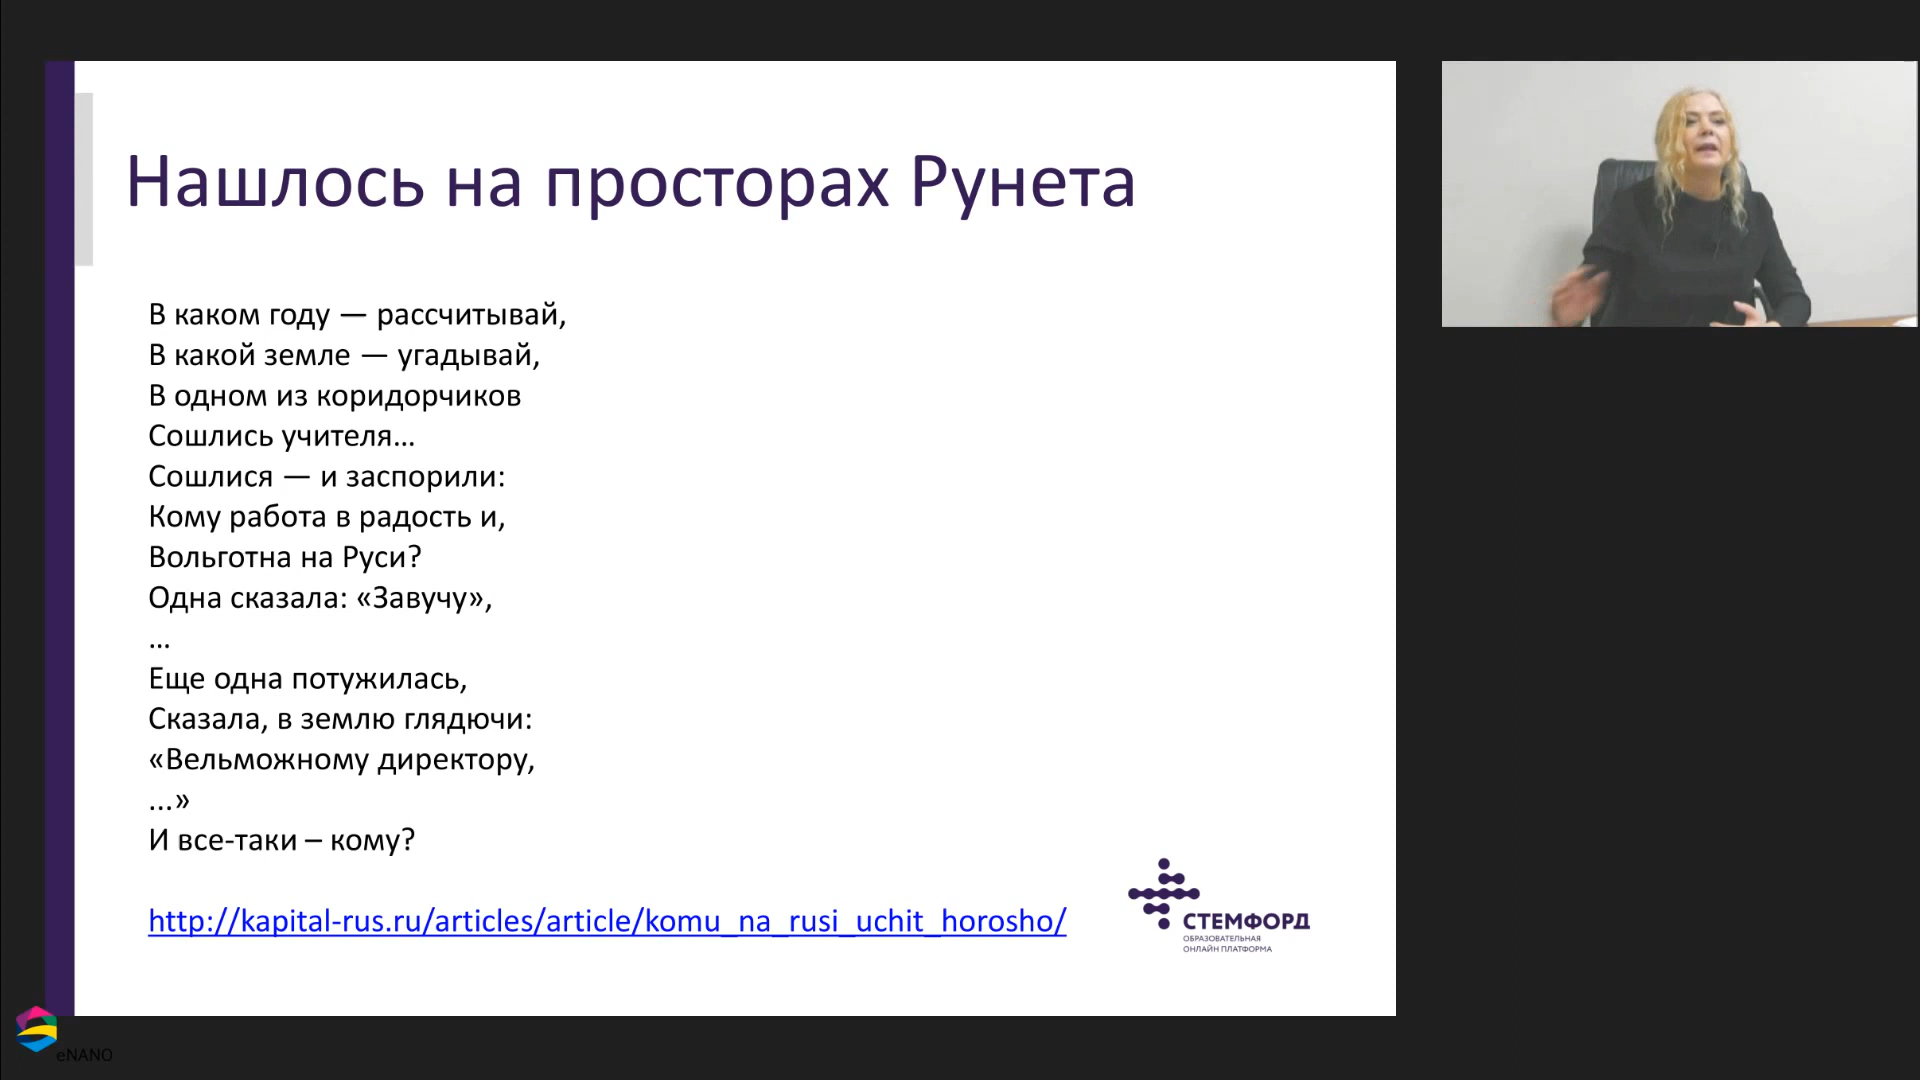 Нашлось на просторах Рунета
В каком году — рассчитывай,
В какой земле — угадывай,
В одном из коридорчиков
Сошлись учителя…
Сошлися — и заспорили:
Кому работа в радость и,
Вольготна на Руси?
Одна сказала: «Завучу»,
…
Еще одна потужилась,
Сказала, в землю глядючи:
«Вельможному директору,
...»
И все-таки – кому?
http://kapital-rus.ru/articles/article/komu_na_rusi_uchit_horosho/
СТЕМФОРД
ОБРАЗОВАТЕЛЬНАЯ
ОНЛАЙН ПЛАТФОРМА
eNANO